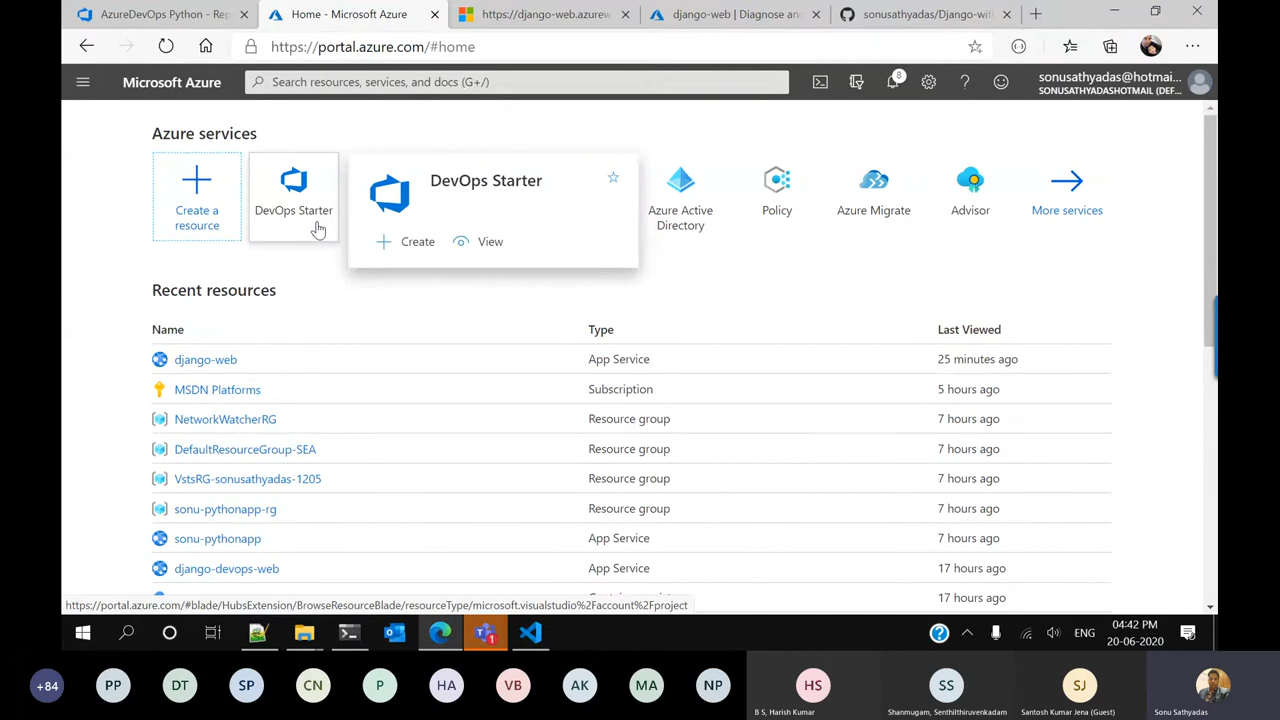 AzureDevOps Python - Rep
Home - Microsoft Azure
https://django-web.azurew
django-web | Diagnose an
sonusathyadas/Django-wit
https://portal.azure.com/#home
Microsoft Azure
Search resources, services, and docs (G+/)
8
sonusathyadas@hotmai...
SONUSATHYADASHOTMAIL (DEF...
Azure services
Create a
resource
DevOps Starter
DevOps Starter
Create
View
Azure Active
Directory
Policy
Azure Migrate
Advisor
More services
Recent resources
Name Type Last Viewed
django-web App Service 25 minutes ago
MSDN Platforms Subscription 5 hours ago
NetworkWatcherRG Resource group 7 hours ago
DefaultResourceGroup-SEA Resource group 7 hours ago
VstsRG-sonusathyadas-1205 Resource group 7 hours ago
sonu-pythonapp-rg Resource group 7 hours ago
sonu-pythonapp App Service 7 hours ago
django-devops-web App Service 17 hours ago
17 hours ago
https://portal.azure.com/#blade/HubsExtension/BrowseResourceBlade/resourceType/microsoft.visualstudio%2Faccount%2Fproject
1
ENG
04:42 PM
20-06-2020
+84
PP
DT
SP
CN
P
HA
VB
AK
MA
NP
HS
B S, Harish Kumar
SS
Shanmugam, Senthilthiruvenkadam
SJ
Santosh Kumar Jena (Guest)
Sonu Sathyadas